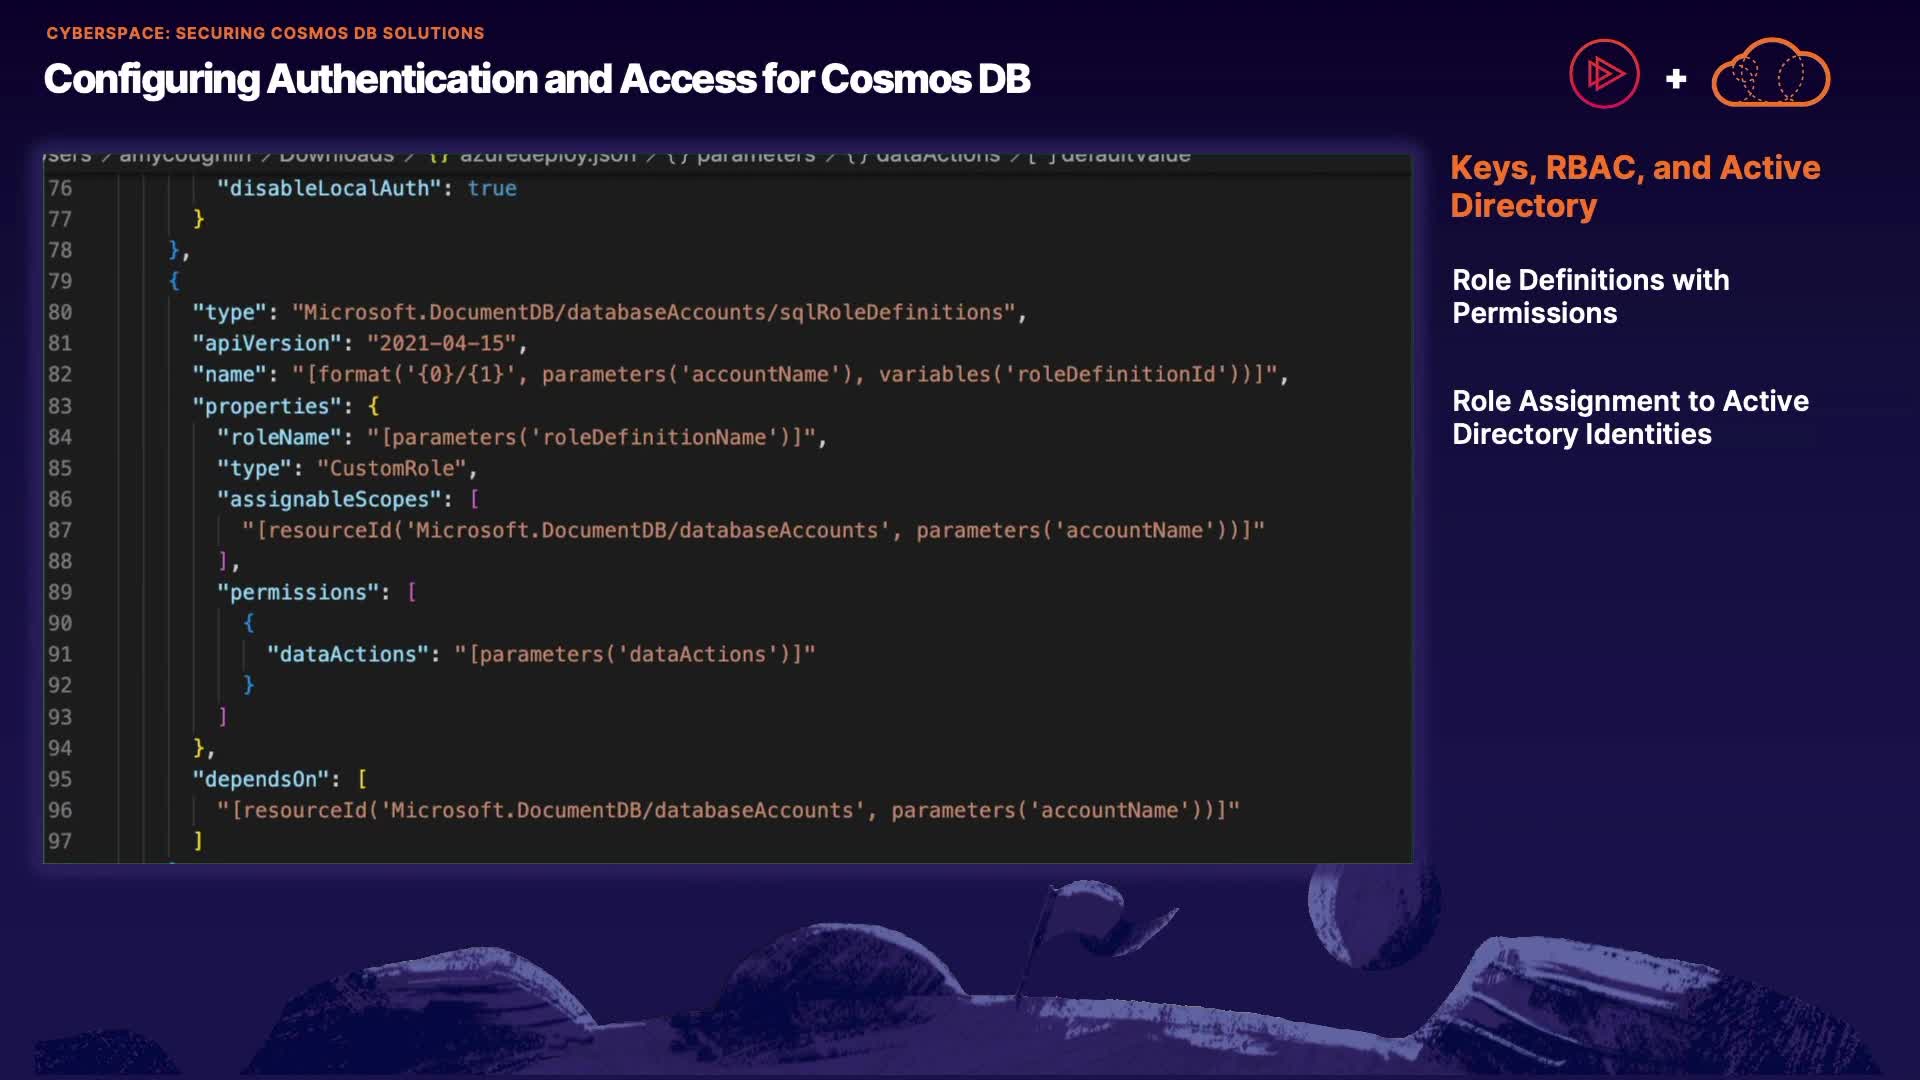 CYBERSPACE: SECURING COSMOS DB SOLUTIONS
Configuring Authentication and Access for Cosmos DB
+
sers > amycoughlin > Downloads > {} azuredeploy.json > {} parameters > {} dataActions > [ ] defaultValue
76 "disableLocalAuth": true
77 }
78 },
79 {
80 "type": "Microsoft.DocumentDB/databaseAccounts/sqlRoleDefinitions",
81 "apiVersion": "2021-04-15",
82 "name": "[format('{0}/{1}', parameters('accountName'), variables('roleDefinitionId'))]",
83 "properties": {
84 "roleName": "[parameters('roleDefinitionName')]",
85 "type": "CustomRole",
86 "assignableScopes": [
87 "[resourceId('Microsoft.DocumentDB/databaseAccounts', parameters('accountName'))]"
88 ],
89 "permissions": [
90 {
91 "dataActions": "[parameters('dataActions')]"
92 }
93 ]
94 },
95 "dependsOn": [
96 "[resourceId('Microsoft.DocumentDB/databaseAccounts', parameters('accountName'))]"
97 ]
Keys, RBAC, and Active
Directory
Role Definitions with
Permissions
Role Assignment to Active
Directory Identities